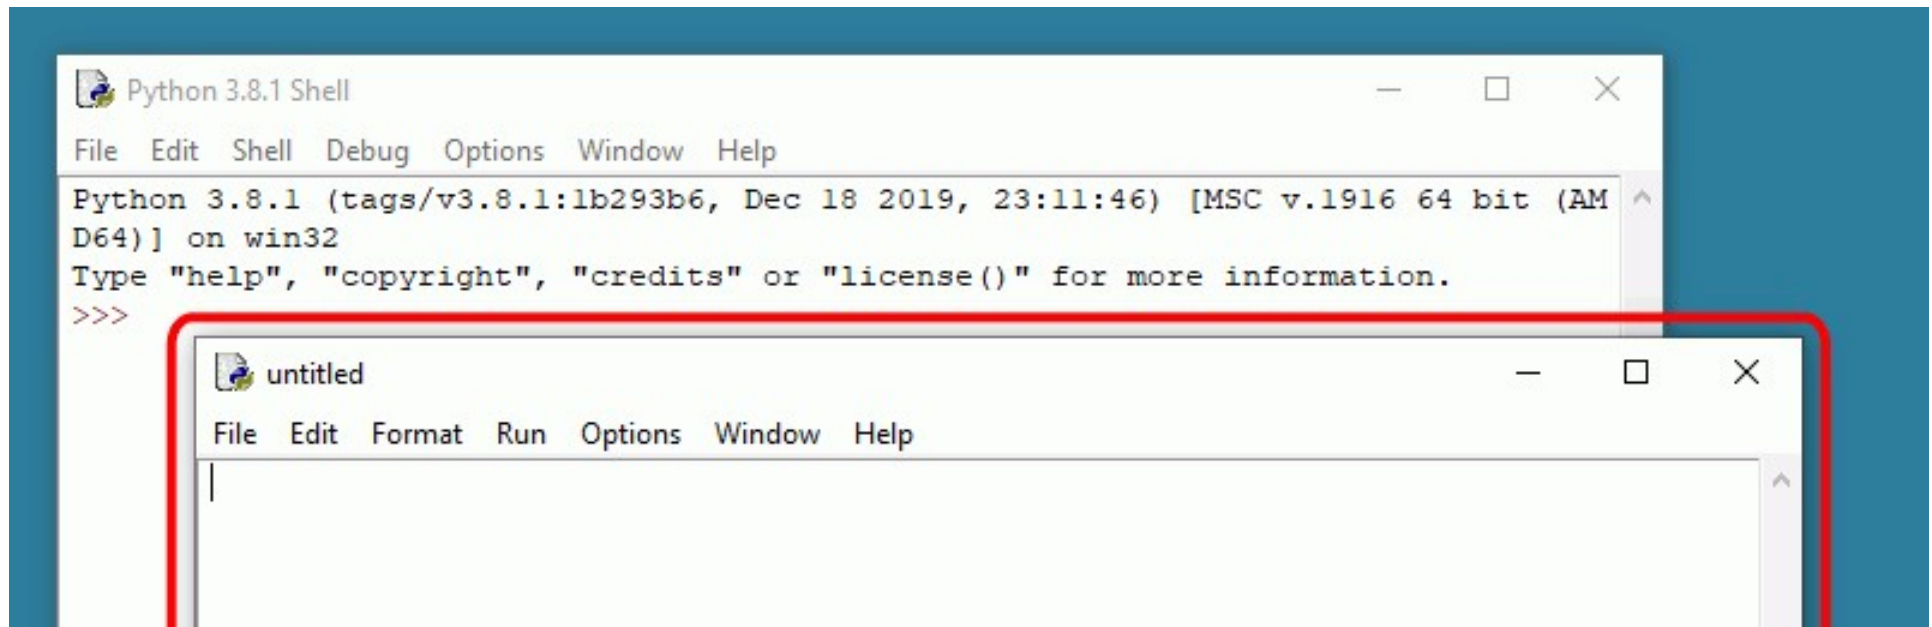 Python 3.8.1 Shell
File Edit Shell Debug Options Window Help
Python 3.8.1 (tags/v3.8.1:1b293b6, Dec 18 2019, 23:11:46) [MSC v.1916 64 bit (AM
D64)] on win32
Type "help", "copyright", "credits" or "license()" for more information.
>>>
untitled
File Edit Format Run Options Window Help